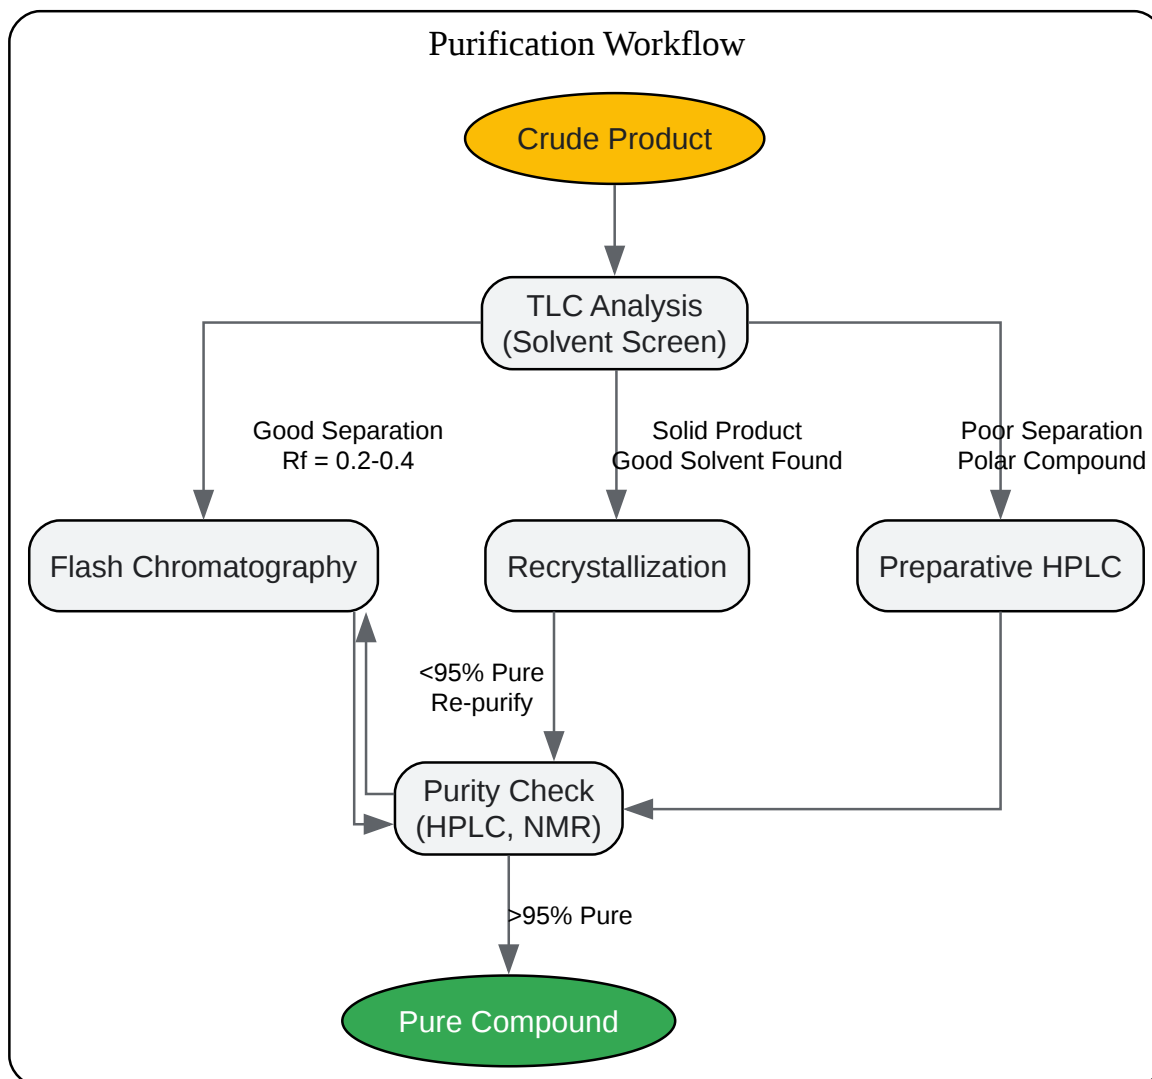 Purification Workflow
Crude Product
TLC Analysis
(Solvent Screen)
Good Separation
Rf = 0.2-0.4
Solid Product
Good Solvent Found
Poor Separation
Polar Compound
Flash Chromatography
Recrystallization
Preparative HPLC
<95% Pure
Re-purify
Purity Check
(HPLC, NMR)
>95% Pure
Pure Compound